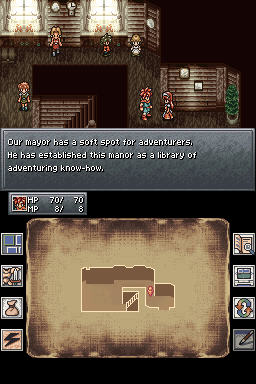 Our mayor has a soft spot for adventurers.
He has established this manor as a library of
adventuring know-how.
HP 70/ 70
MP 8/ 8